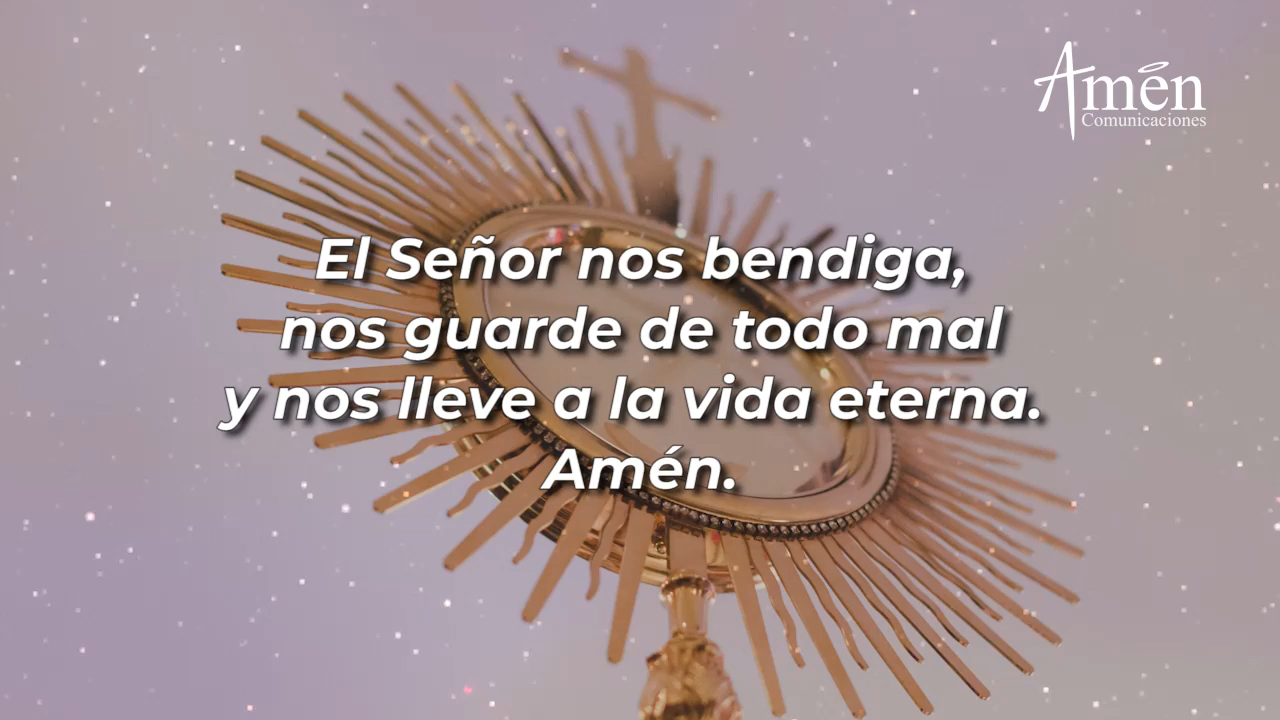 Amén
Comunicaciones
El Señor nos bendiga,
nos guarde de todo mal
y nos lleve a la vida eterna.
Amén.